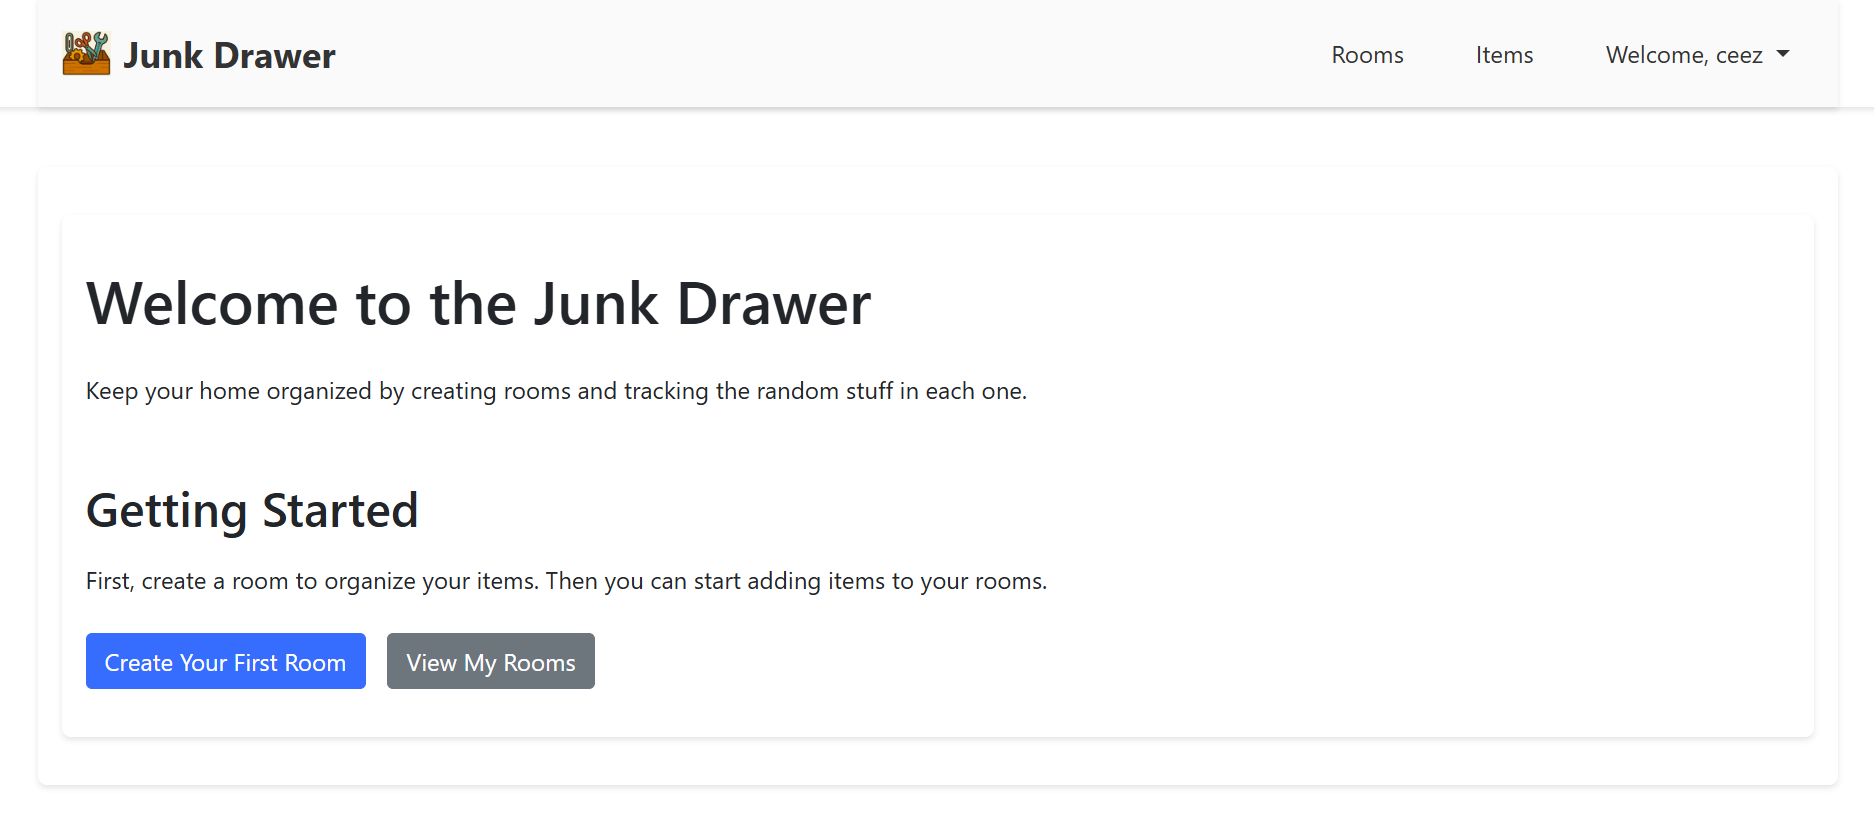 Junk Drawer
Rooms
Items
Welcome, ceez
Welcome to the Junk Drawer
Keep your home organized by creating rooms and tracking the random stuff in each one.
Getting Started
First, create a room to organize your items. Then you can start adding items to your rooms.
Create Your First Room
View My Rooms